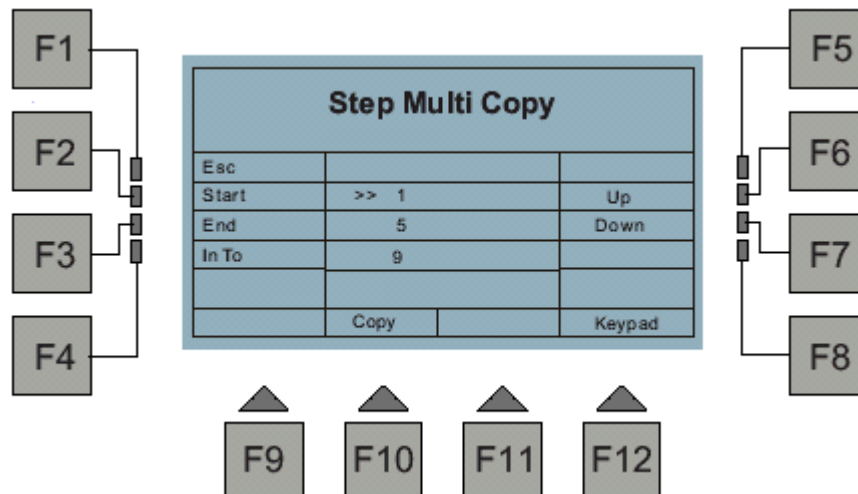 F1
F5
Step Multi Copy
F2
F6
Esc
Start >> 1 Up
End 5 Down
F3
F7
In To 9
Copy Keypad
F4
F8
F9 F10 F11 F12